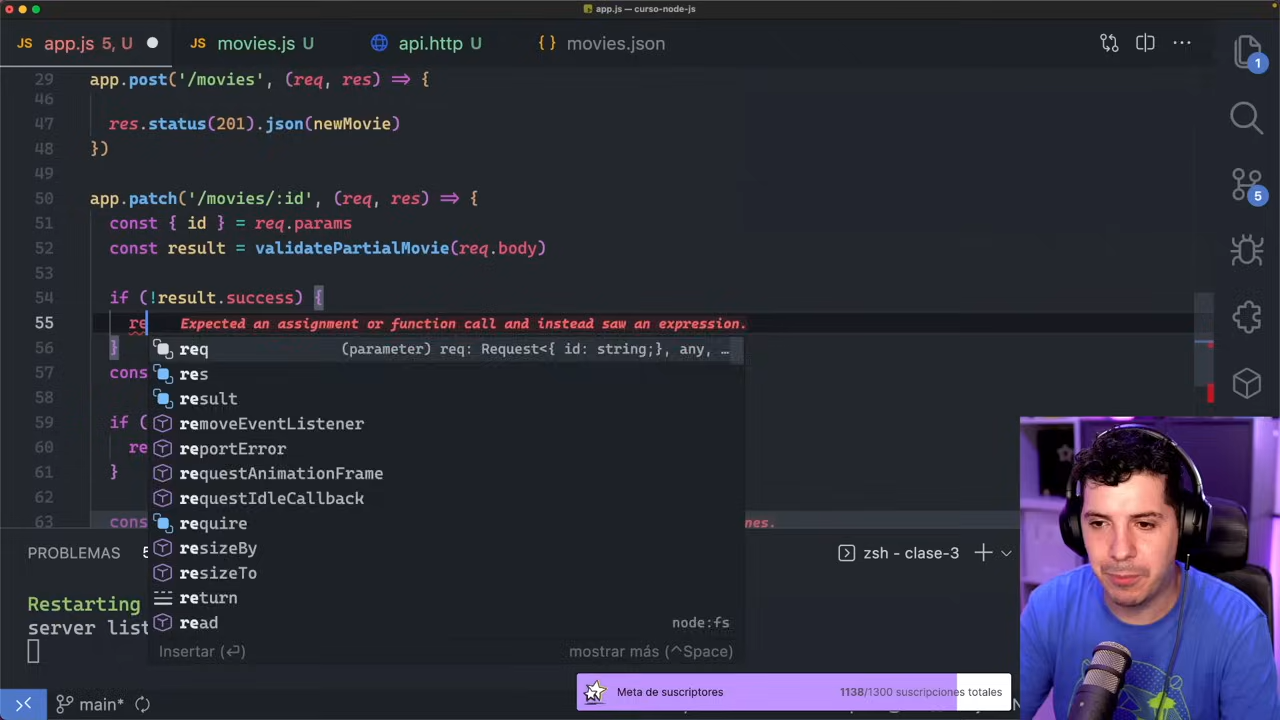 app.js — curso-node-js
JS app.js 5, U
JS movies.js U
api.http U
{} movies.json
29 app.post('/movies', (req, res) => {
46
47 res.status(201).json(newMovie)
48 })
49
50 app.patch('/movies/:id', (req, res) => {
51 const { id } = req.params
52 const result = validatePartialMovie(req.body)
53
54 if (!result.success) {
55 re Expected an assignment or function call and instead saw an expression.
56 }
57 cons
58
59 if (
60 re
61 }
62
63 cons nes.
req (parameter) req: Request<{ id: string;}, any, …
res
result
removeEventListener
reportError
requestAnimationFrame
requestIdleCallback
require
resizeBy
resizeTo
return
read node:fs
Insertar (⏎) mostrar más (^Space)
1
5
PROBLEMAS 5
zsh - clase-3
Restarting
server list
main*
Meta de suscriptores 1138/1300 suscripciones totales